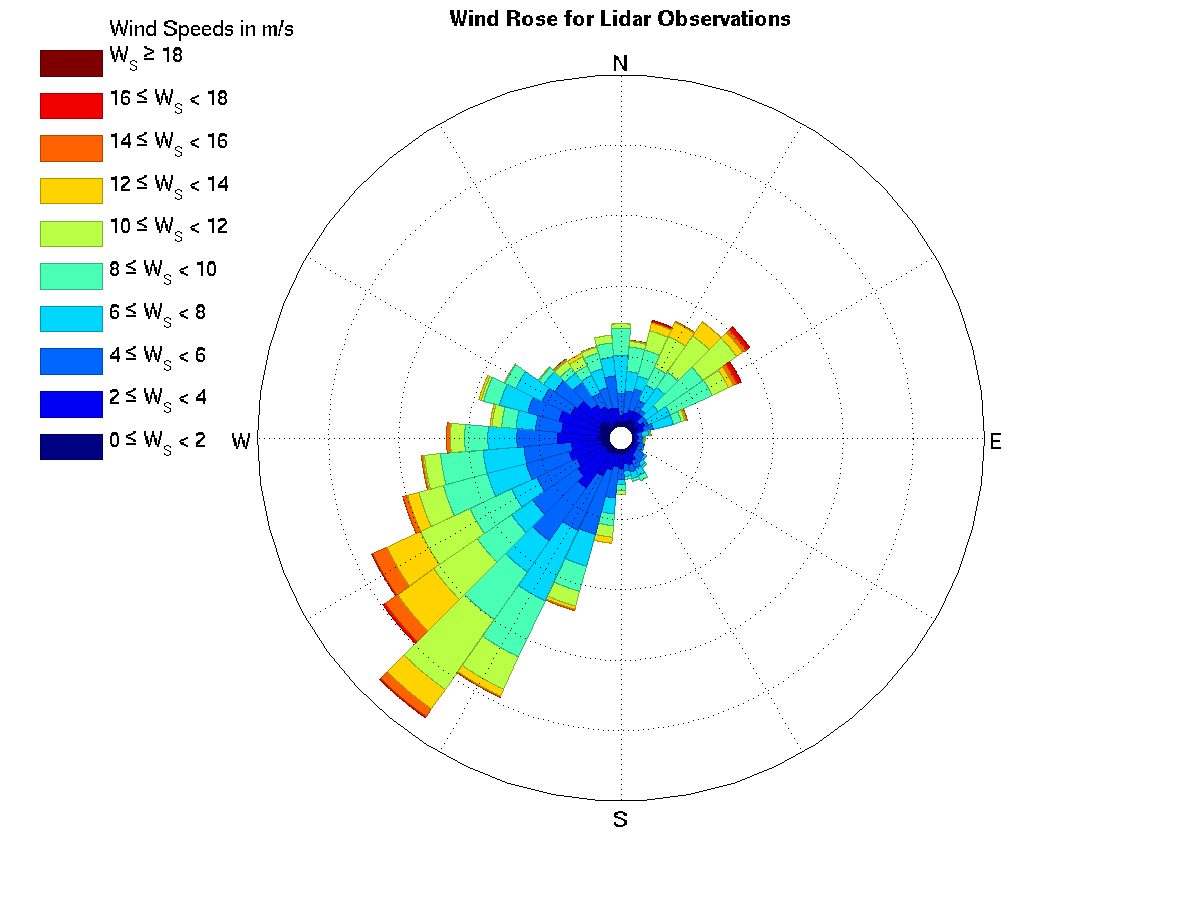 Wind Rose for Lidar Observations
Wind Speeds in m/s
W_S ≥ 18
16 ≤ W_S < 18
14 ≤ W_S < 16
12 ≤ W_S < 14
10 ≤ W_S < 12
8 ≤ W_S < 10
6 ≤ W_S < 8
4 ≤ W_S < 6
2 ≤ W_S < 4
0 ≤ W_S < 2
N
W
E
S